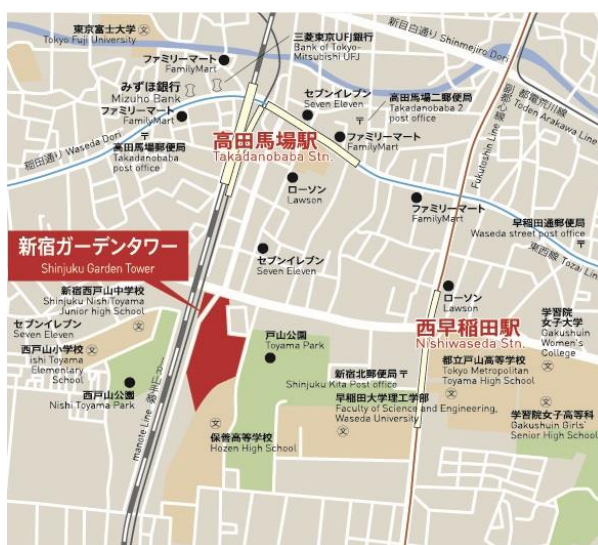 東京富士大学
Tokyo Fuji University
三菱東京UFJ銀行
Bank of Tokyo-
Mitsubishi UFJ
新目白通り Shinmejiro Dori
ファミリーマート
FamilyMart
みずほ銀行
Mizuho Bank
ファミリーマート
FamilyMart
セブンイレブン
Seven Eleven
高田馬場二郵便局
Takadanobaba 2
post office
都電荒川線
Toden Arakawa Line
副都心線
Fukutoshin Line
早稲田通り Waseda Dori
高田馬場郵便局
Takadanobaba
post office
高田馬場駅
Takadanobaba Stn.
ファミリーマート
FamilyMart
ローソン
Lawson
ファミリーマート
FamilyMart
早稲田通郵便局
Waseda street post office
東西線 Tozai Lin
新宿ガーデンタワー
Shinjuku Garden Tower
セブンイレブン
Seven Eleven
新宿西戸山中学校
Shinjuku NishiToyama
Junior high School
セブンイレブン
Seven Eleven
西戸山小学校
ishi Toyama
Elementary
School
西戸山公園
Nishi Toyama Park
JR山手線
manote Line
戸山公園
Toyama Park
ローソン
Lawson
西早稲田駅
Nishiwaseda Stn.
学習院
女子大学
Gakushuin
Women's
College
都立戸山高等学校
Tokyo Metropolitan
Toyama High School
新宿北郵便局
Shinjuku Kita Post office
早稲田大学理工学部
Faculty of Science and Engineering,
Waseda University
学習院女子高等科
Gakushuin Girls'
Senior High School
保善高等学校
Hozen High School